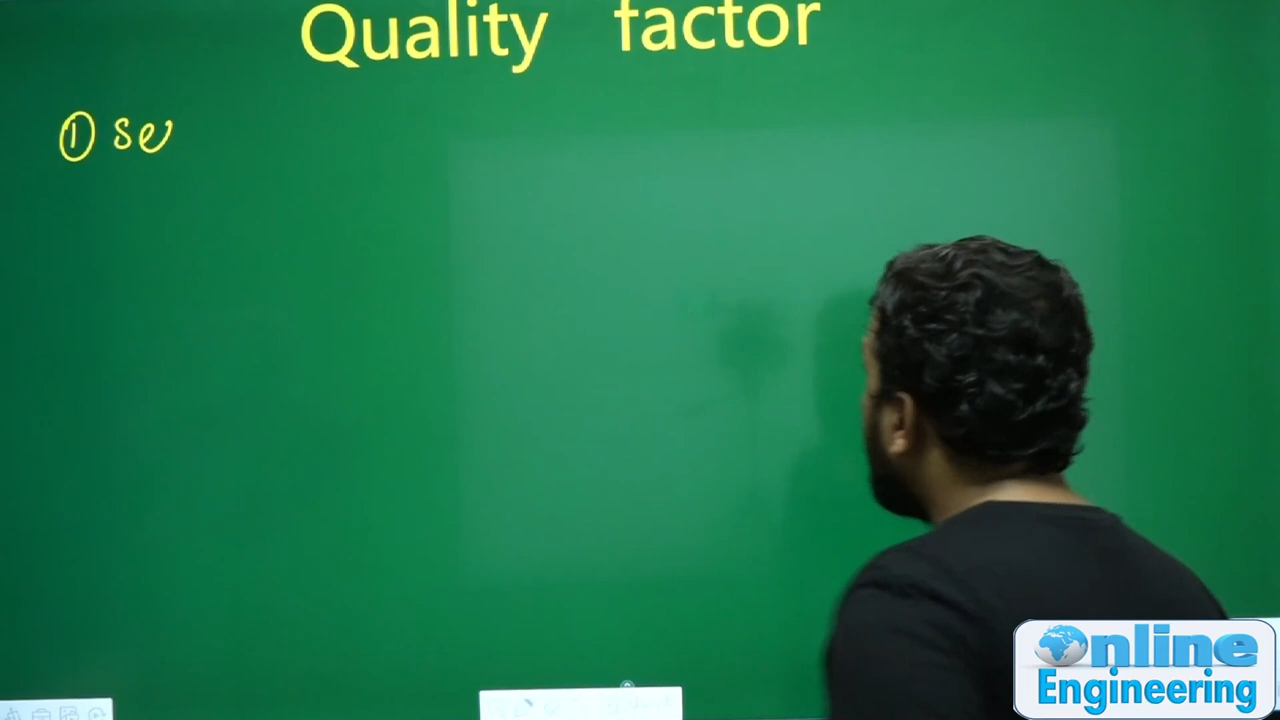 Quality factor
① se
Online
Engineering